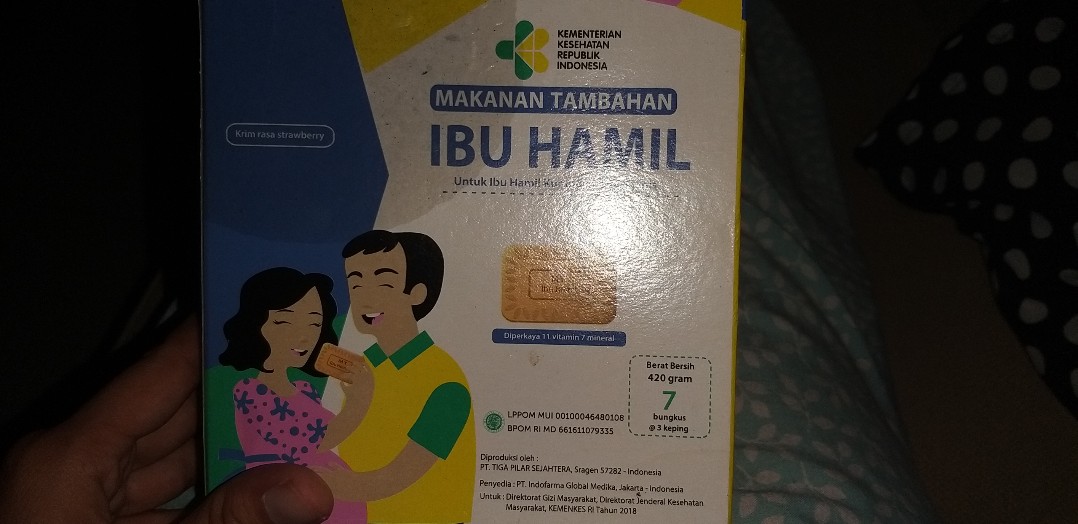 KEMENTERIAN
KESEHATAN
REPUBLIK
INDONESIA
MAKANAN TAMBAHAN
Krim rasa strawberry
IBU HAMIL
Untuk Ibu Hamil
Diperkaya 11 vitamin 7 mineral
Berat Bersih
420 gram
7
bungkus
@ 3 keping
LPPOM MUI 00100046480108
BPOM RI MD 661611079335
Diproduksi oleh :
PT. TIGA PILAR SEJAHTERA, Sragen 57282 - Indonesia
Penyedia : PT. Indofarma Global Medika, Jakarta - Indonesia
Untuk : Direktorat Gizi Masyarakat, Direktorat Jenderal Kesehatan
Masyarakat, KEMENKES RI Tahun 2018